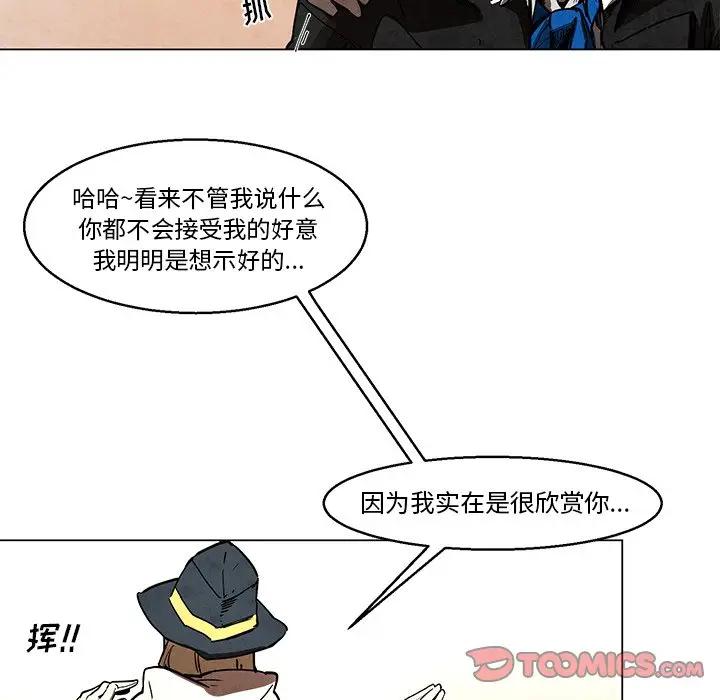 抓
哈哈~看来不管我说什么
你都不会接受我的好意
我明明是想示好的...
因为我实在是很欣赏你...
挥!!
TOOMICS.COM